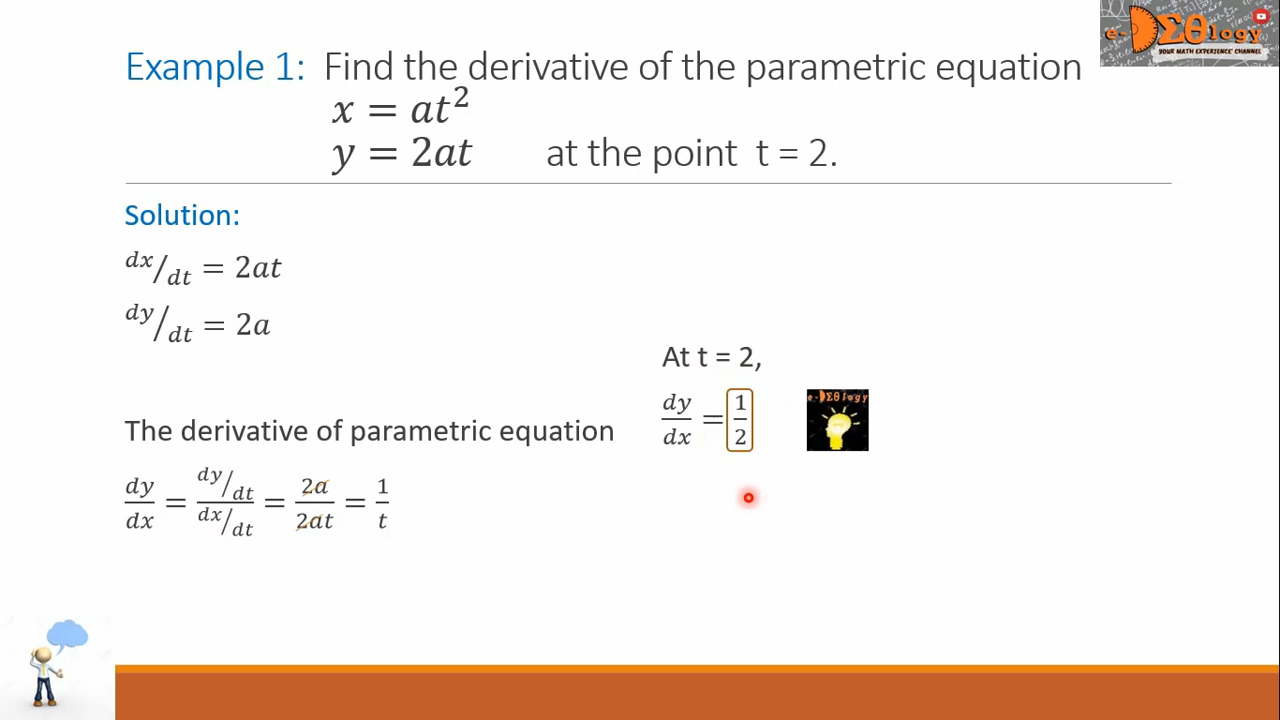 e-DΣθlogy
YOUR MATH EXPERIENCE CHANNEL
Example 1: Find the derivative of the parametric equation
x = at²
y = 2at at the point t = 2.
Solution:
dx/dt = 2at
dy/dt = 2a
The derivative of parametric equation
dy/dx = (dy/dt)/(dx/dt) = 2a/2at = 1/t
At t = 2,
dy/dx = 1/2
e-DΣθlogy